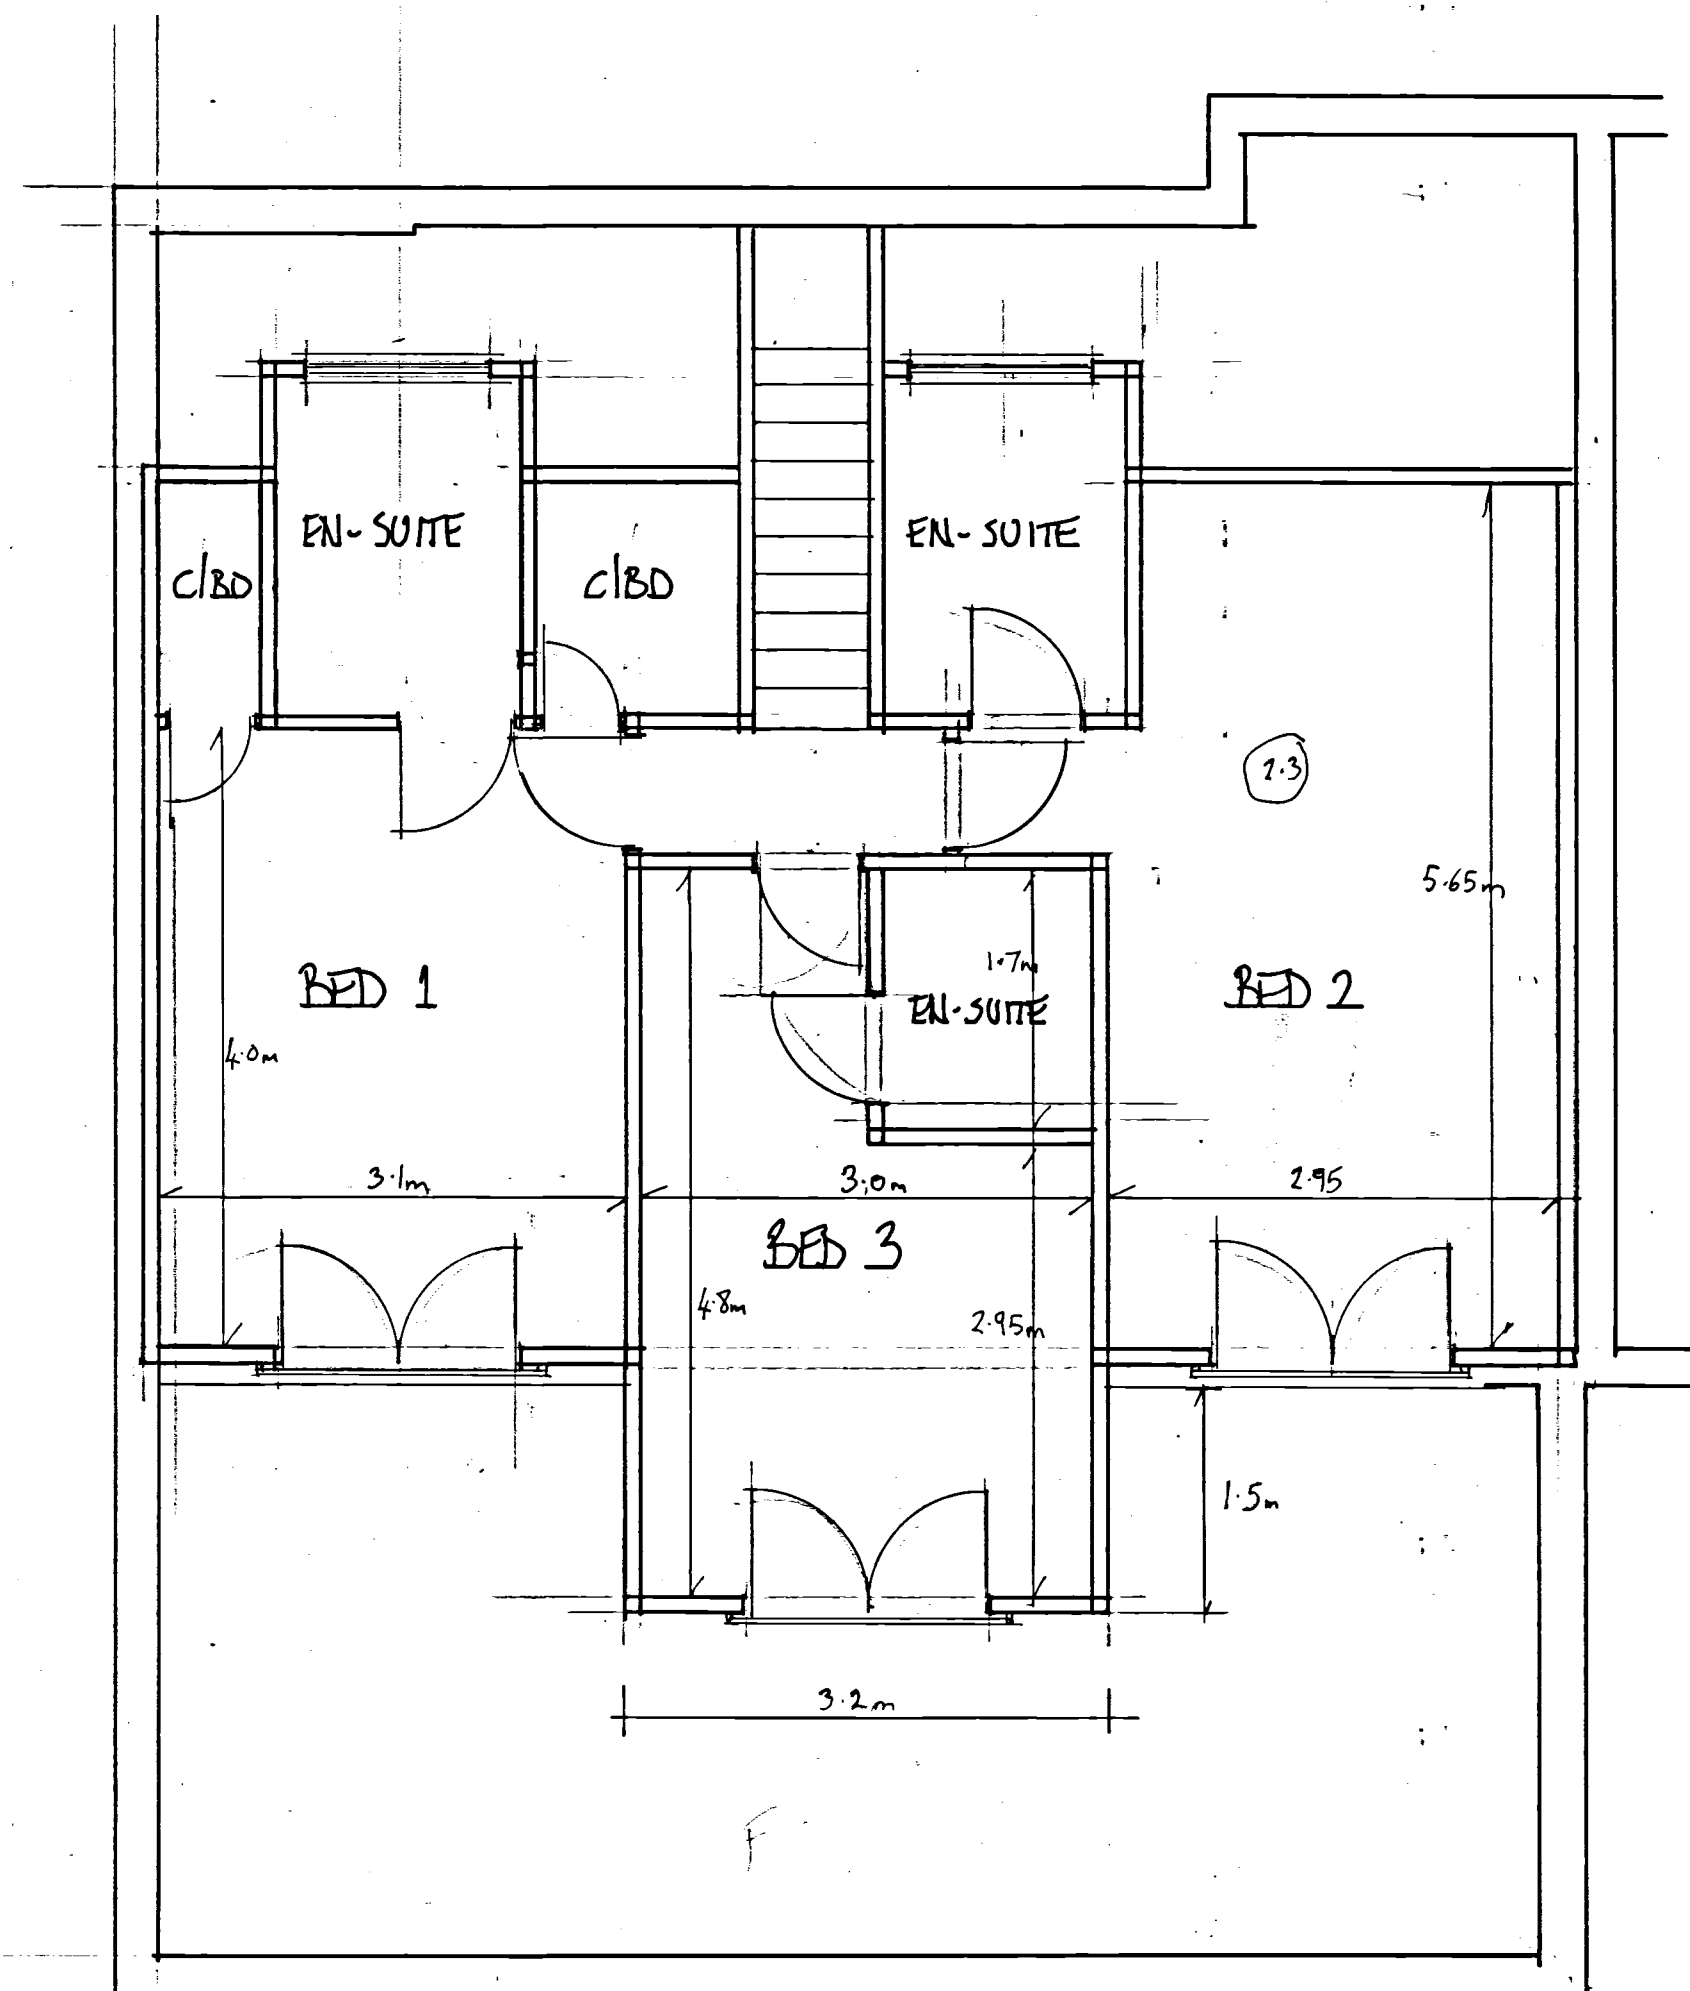 EN-SUITE
EN-SUITE
C/BD
C/BD
2.3
5.65m
1.7m
BED 1
EN-SUITE
BED 2
4.0m
3.1m
3.0m
2.95
BED 3
4.8m
2.95m
1.5m
3.2m